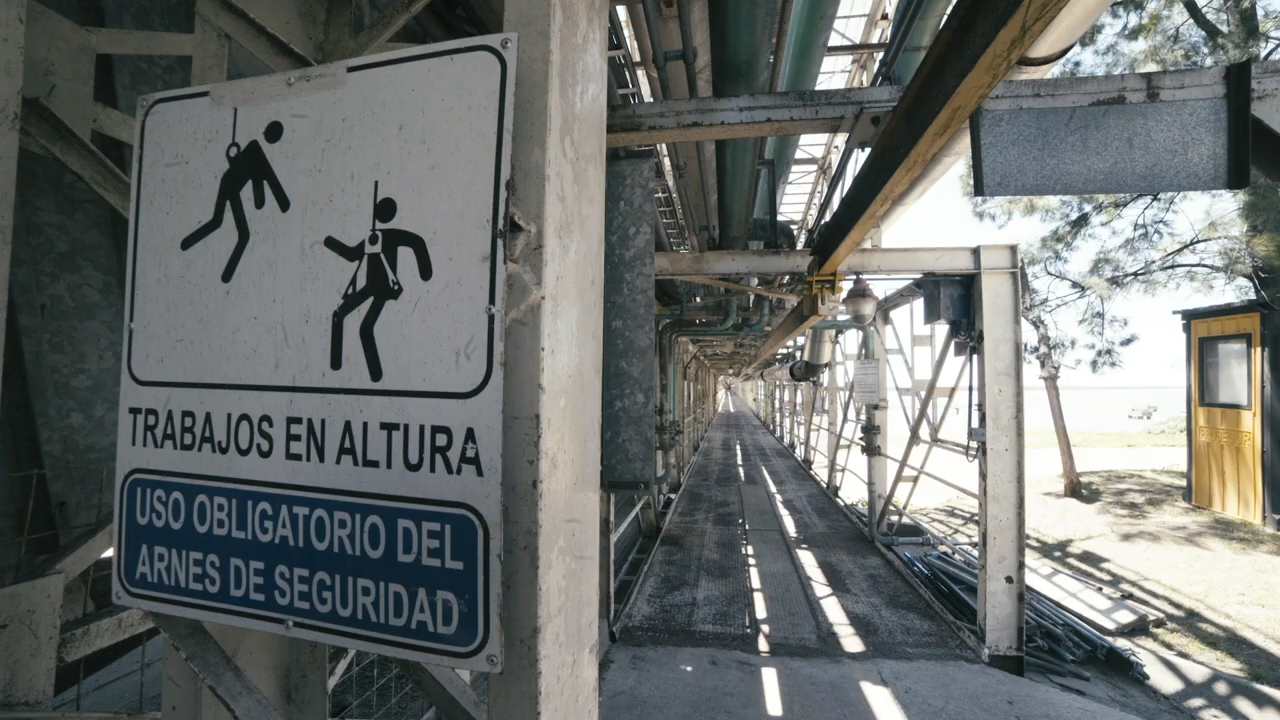 TRABAJOS EN ALTURA
USO OBLIGATORIO DEL
ARNES DE SEGURIDAD